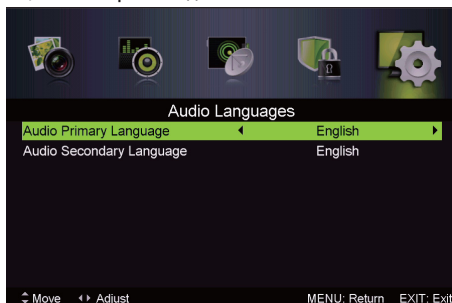 Audio Languages
Audio Primary Language English
Audio Secondary Language English
Move Adjust MENU: Return EXIT: Exit